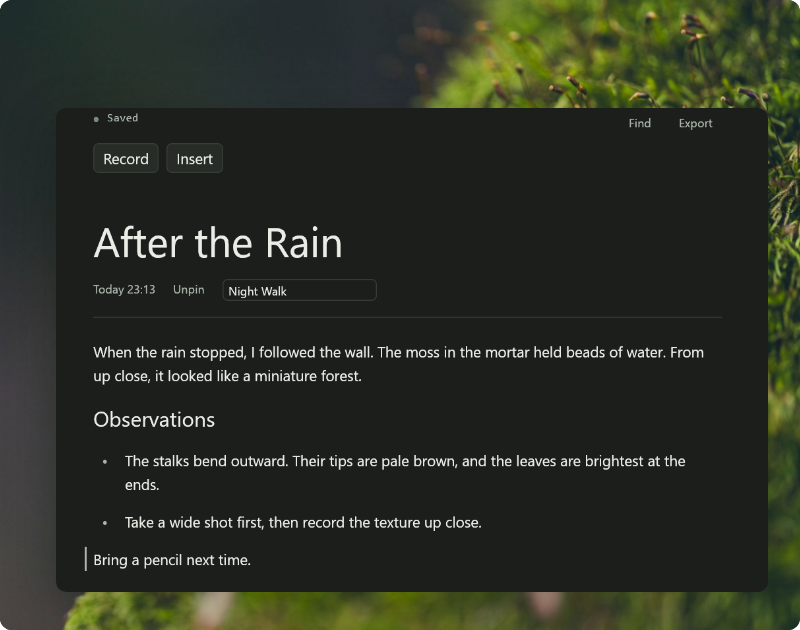 Saved
Find Export
Record Insert
After the Rain
Today 23:13 Unpin Night Walk
When the rain stopped, I followed the wall. The moss in the mortar held beads of water. From
up close, it looked like a miniature forest.
Observations
• The stalks bend outward. Their tips are pale brown, and the leaves are brightest at the
ends.
• Take a wide shot first, then record the texture up close.
Bring a pencil next time.